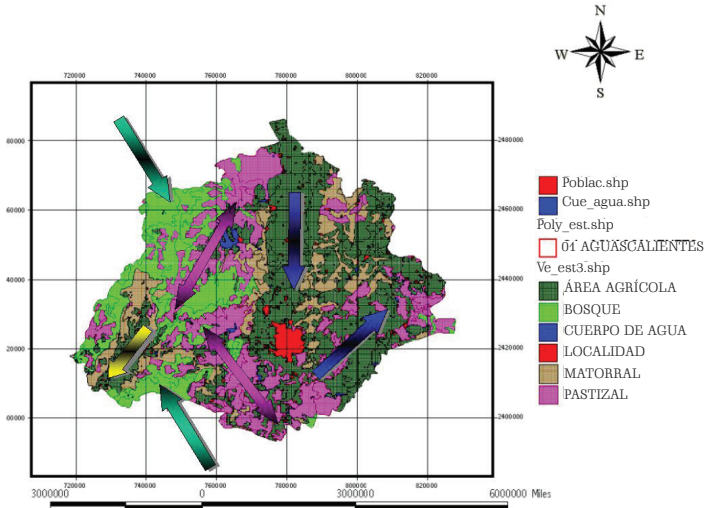 N
W E
S
720000 740000 760000 780000 800000 820000
80000 2480000
60000 2460000
40000 2440000
20000 2420000
00000 2400000
720000 740000 760000 780000 800000 820000
3000000 0 3000000 6000000 Miles
Poblac.shp
Cue_agua.shp
Poly_est.shp
01 AGUASCALIENTES
Ve_est3.shp
ÁREA AGRÍCOLA
BOSQUE
CUERPO DE AGUA
LOCALIDAD
MATORRAL
PASTIZAL